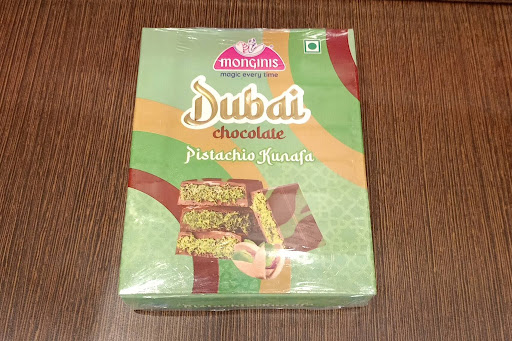 MONGINIS
magic every time
Dubai
chocolate
Pistachio Kunafa